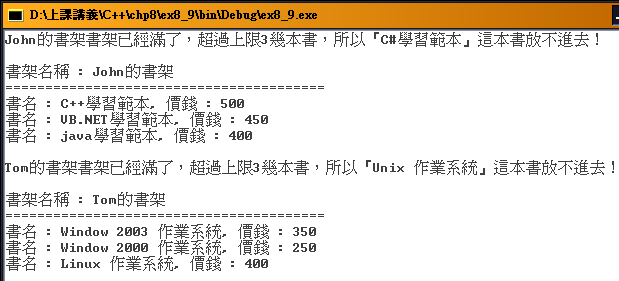 D:\上課講義\C++\chp8\ex8_9\bin\Debug\ex8_9.exe
John的書架書架已經滿了，超過上限3幾本書，所以『C#學習範本』這本書放不進去！
書架名稱 : John的書架
========================================
書名 : C++學習範本, 價錢 : 500
書名 : VB.NET學習範本, 價錢 : 450
書名 : java學習範本, 價錢 : 400
Tom的書架書架已經滿了，超過上限3幾本書，所以『Unix 作業系統』這本書放不進去！
書架名稱 : Tom的書架
========================================
書名 : Window 2003 作業系統, 價錢 : 350
書名 : Window 2000 作業系統, 價錢 : 250
書名 : Linux 作業系統, 價錢 : 400